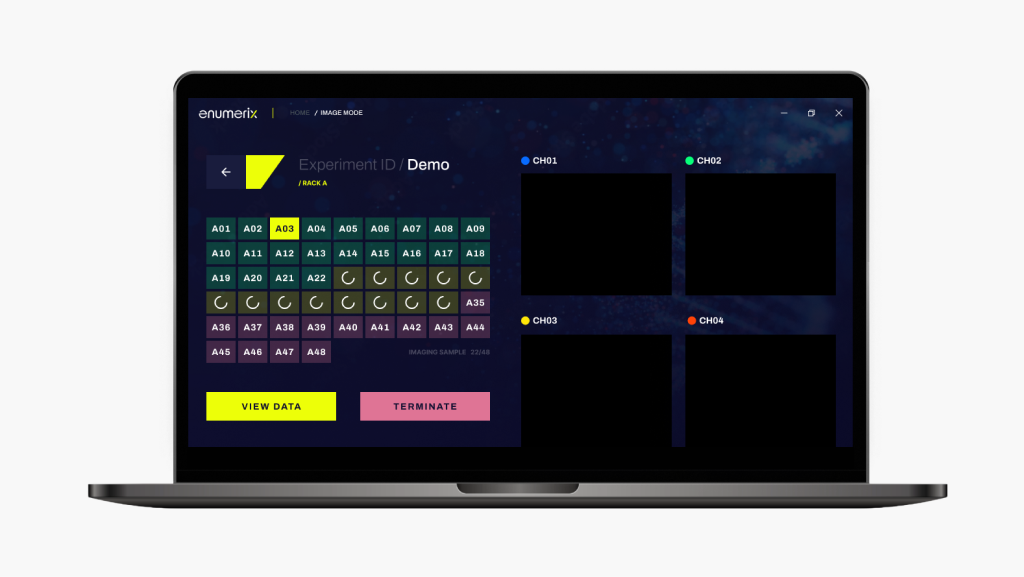 enumerix
HOME / IMAGE MODE
Experiment ID / Demo
/ RACK A
A01 A02 A03 A04 A05 A06 A07 A08 A09
A10 A11 A12 A13 A14 A15 A16 A17 A18
A19 A20 A21 A22
A35
A36 A37 A38 A39 A40 A41 A42 A43 A44
A45 A46 A47 A48
IMAGING SAMPLE 22/48
VIEW DATA
TERMINATE
CH01
CH02
CH03
CH04